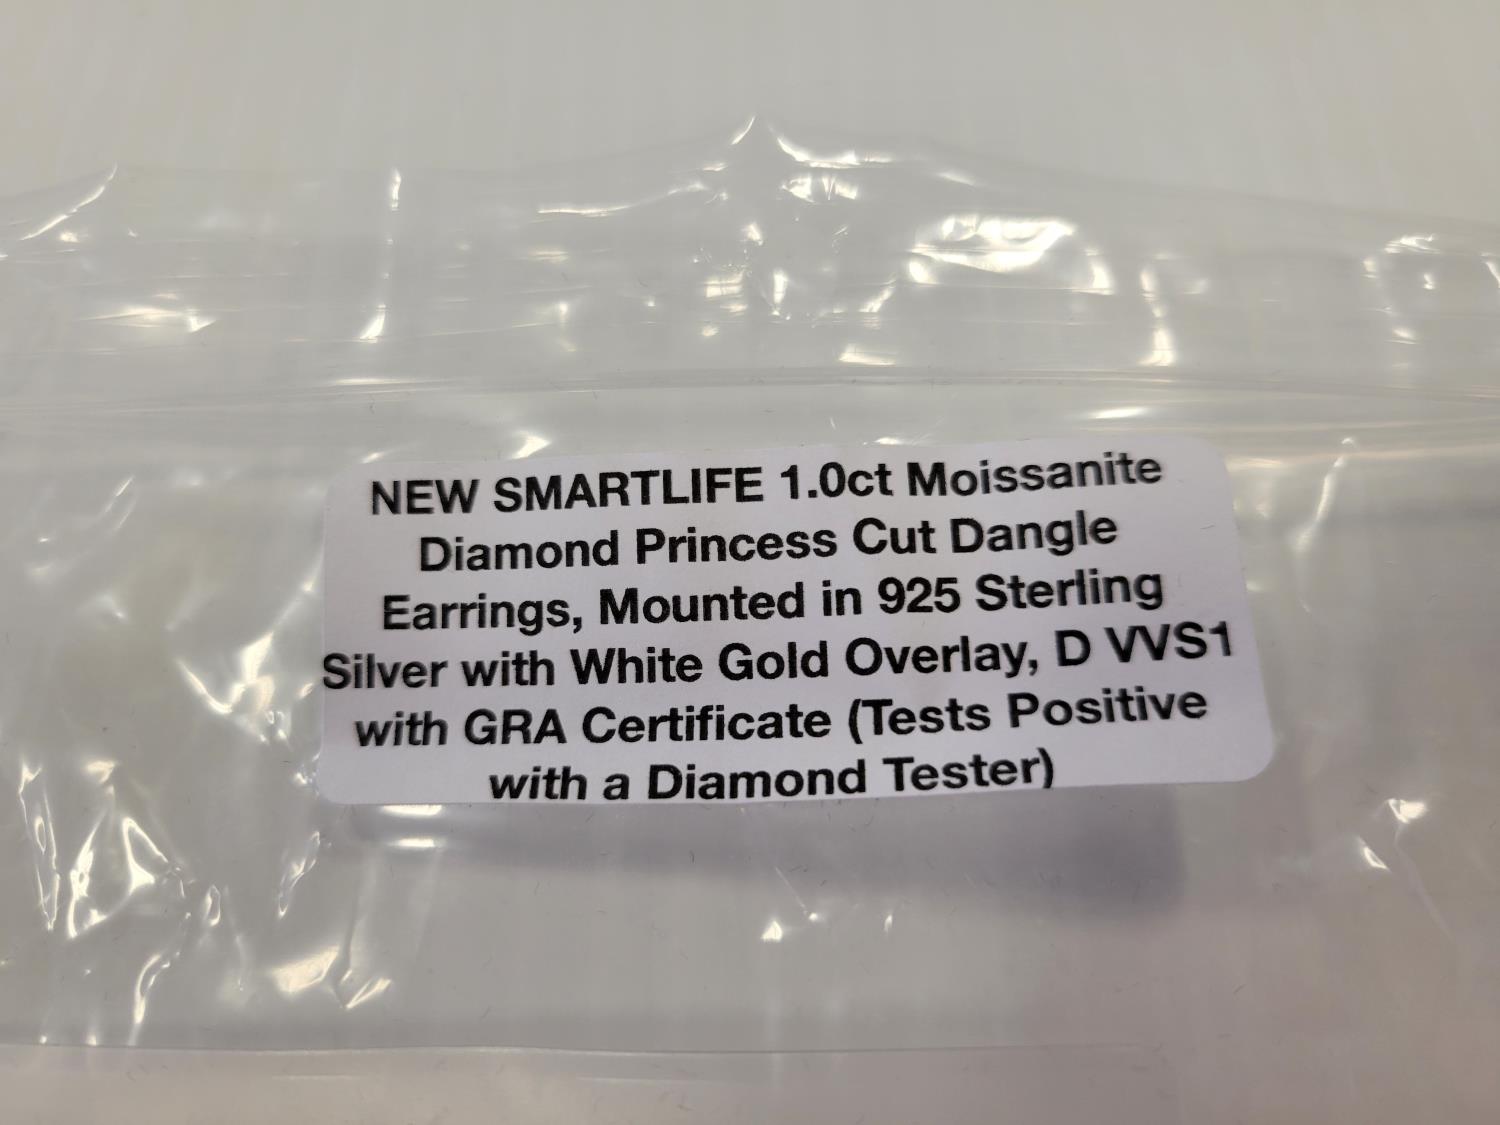 NEW SMARTLIFE 1.0ct Moissanite
Diamond Princess Cut Dangle
Earrings, Mounted in 925 Sterling
Silver with White Gold Overlay, D VVS1
with GRA Certificate (Tests Positive
with a Diamond Tester)